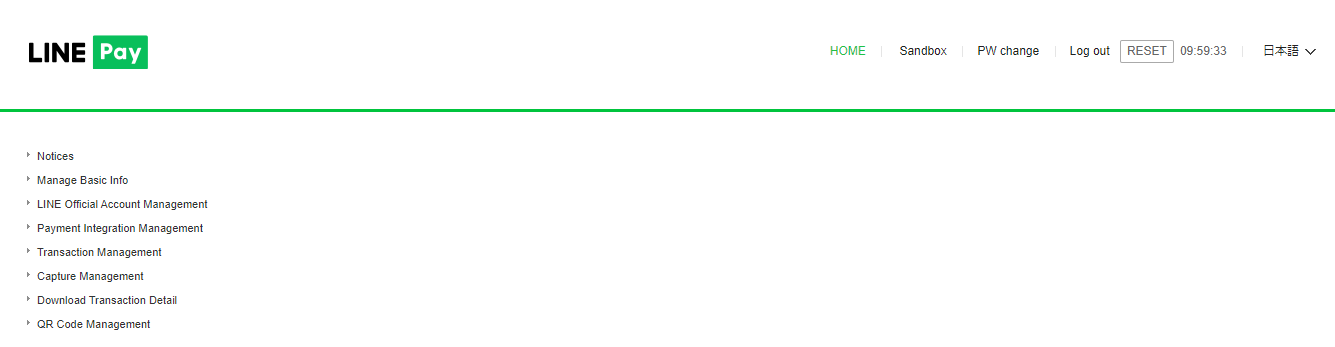 LINE Pay
HOME Sandbox PW change Log out RESET 09:59:33 日本語
Notices
Manage Basic Info
LINE Official Account Management
Payment Integration Management
Transaction Management
Capture Management
Download Transaction Detail
QR Code Management